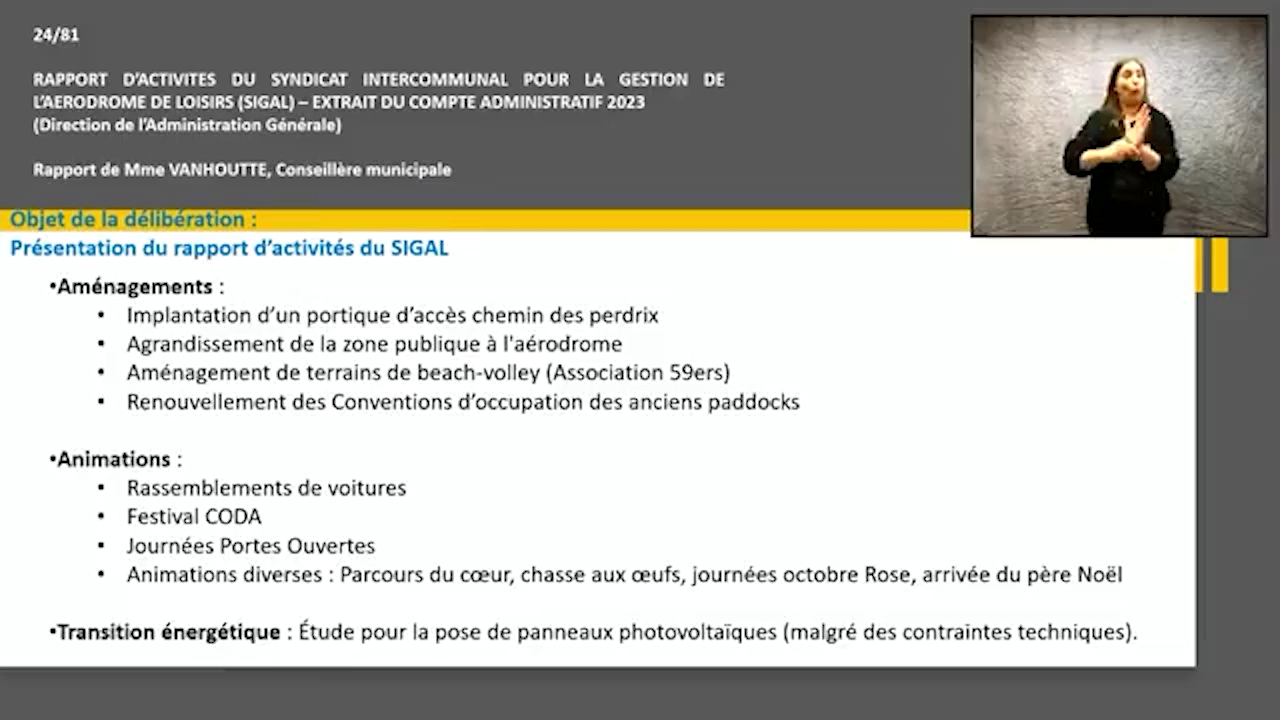 24/81
RAPPORT D'ACTIVITES DU SYNDICAT INTERCOMMUNAL POUR LA GESTION DE
L'AERODROME DE LOISIRS (SIGAL) – EXTRAIT DU COMPTE ADMINISTRATIF 2023
(Direction de l'Administration Générale)
Rapport de Mme VANHOUTTE, Conseillère municipale
Objet de la délibération :
Présentation du rapport d'activités du SIGAL
•Aménagements :
• Implantation d'un portique d'accès chemin des perdrix
• Agrandissement de la zone publique à l'aérodrome
• Aménagement de terrains de beach-volley (Association 59ers)
• Renouvellement des Conventions d'occupation des anciens paddocks
•Animations :
• Rassemblements de voitures
• Festival CODA
• Journées Portes Ouvertes
• Animations diverses : Parcours du cœur, chasse aux œufs, journées octobre Rose, arrivée du père Noël
•Transition énergétique : Étude pour la pose de panneaux photovoltaïques (malgré des contraintes techniques).